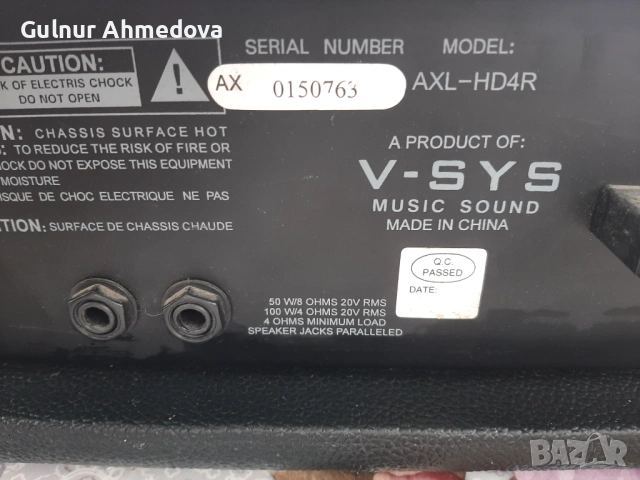 Gulnur Ahmedova
CAUTION:
K OF ELECTRIS CHOCK
DO NOT OPEN
SERIAL NUMBER
AX 0150763
MODEL:
AXL-HD4R
N: CHASSIS SURFACE HOT
S: TO REDUCE THE RISK OF FIRE OR
HOCK DO NOT EXPOSE THIS EQUIPMENT
/MOISTURE
RISQUE DE CHOC ELECTRIQUE NE PAS
TION: SURFACE DE CHASSIS CHAUDE
A PRODUCT OF:
V-SYS
MUSIC SOUND
MADE IN CHINA
Q.C.
PASSED
DATE:
50 W/8 OHMS 20V RMS
100 W/4 OHMS 20V RMS
4 OHMS MINIMUM LOAD
SPEAKER JACKS PARALLELED
BAZAR